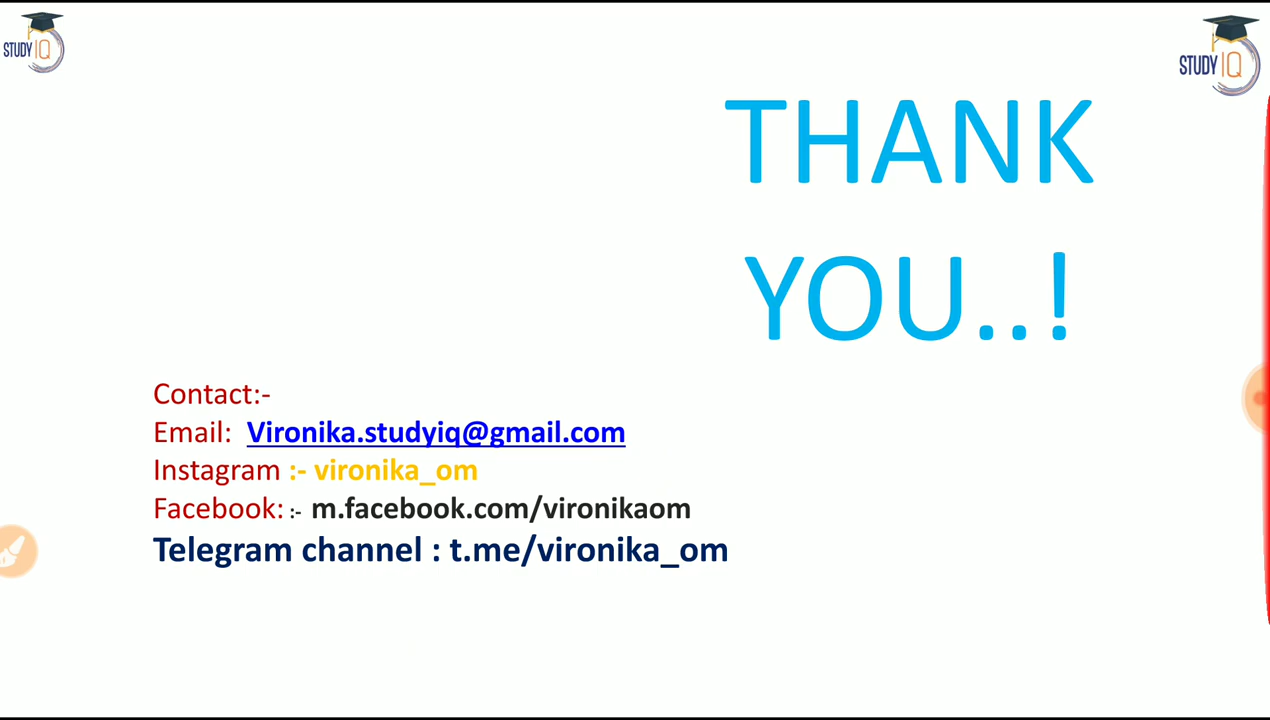 STUDY IQ
STUDY IQ
THANK
YOU..!
Contact:-
Email: Vironika.studyiq@gmail.com
Instagram :- vironika_om
Facebook: :- m.facebook.com/vironikaom
Telegram channel : t.me/vironika_om